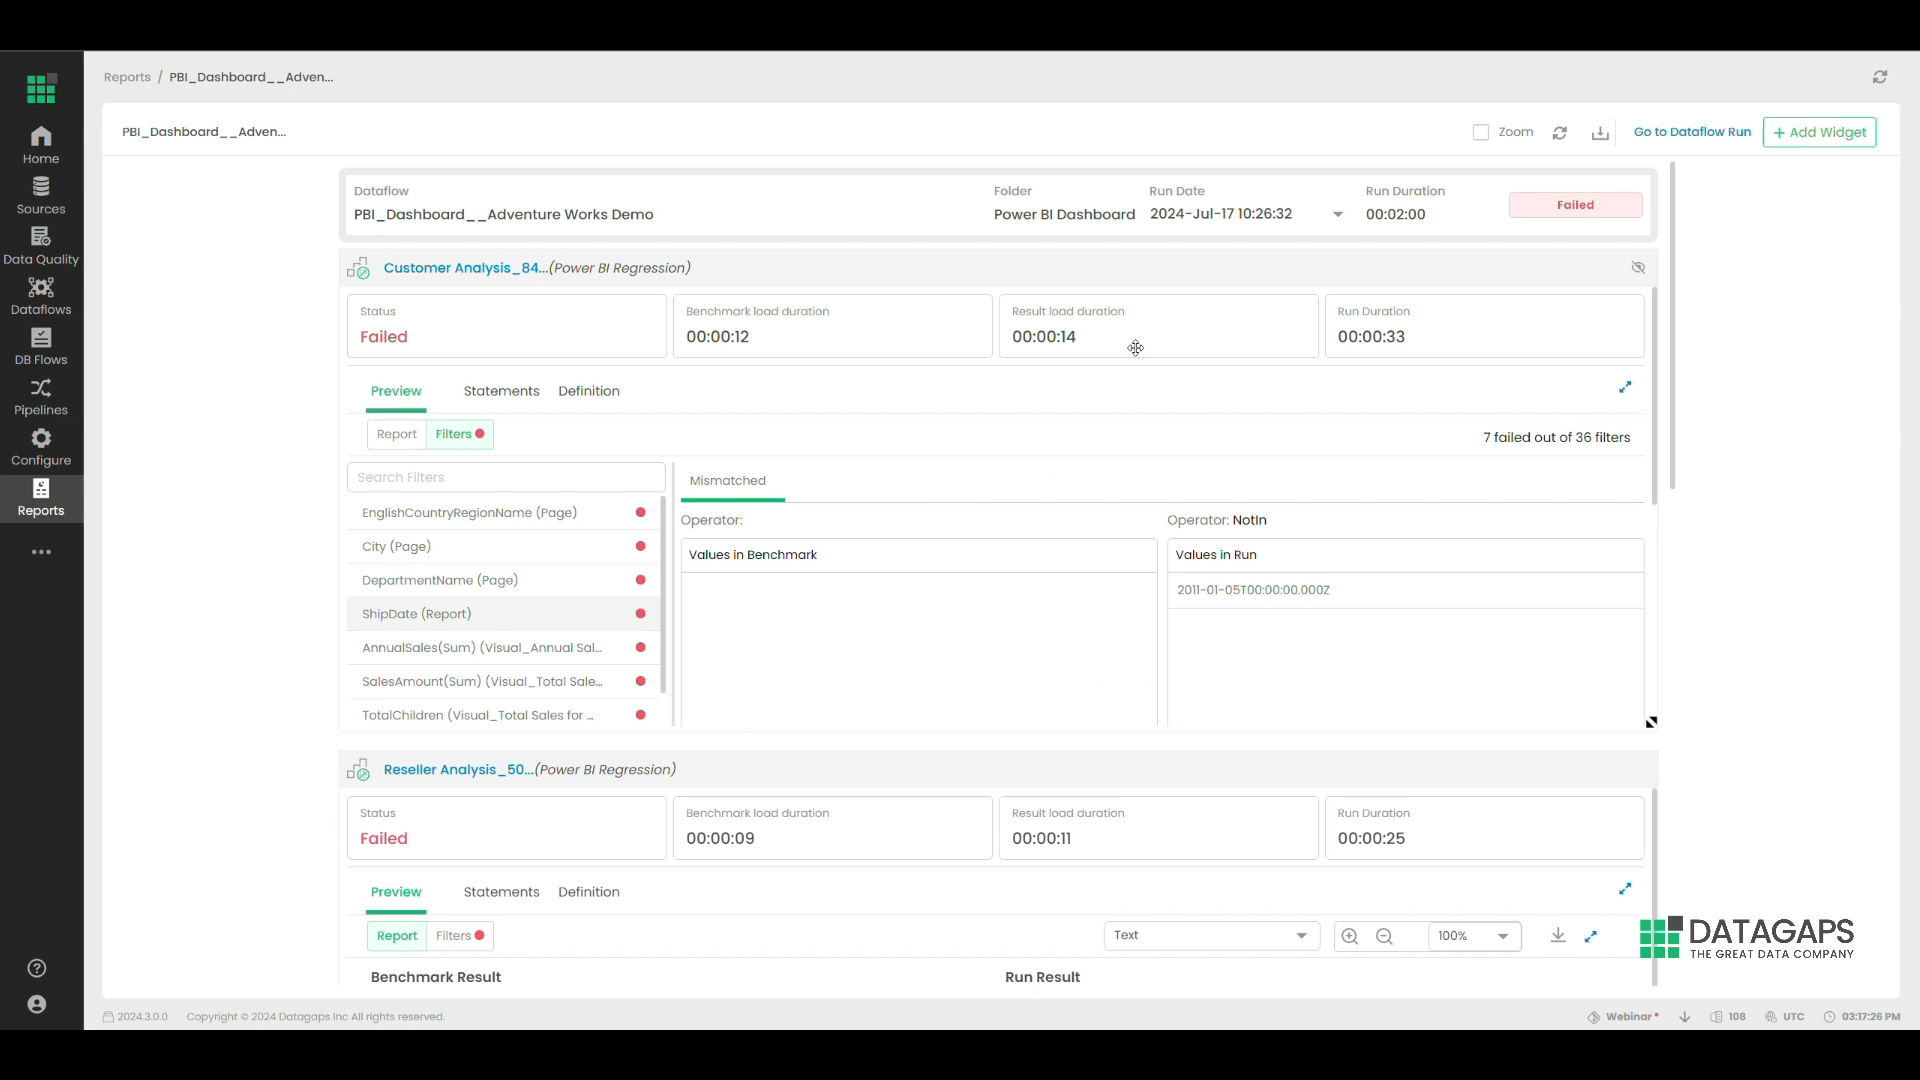 Reports / PBI_Dashboard__Adven...
PBI_Dashboard__Adven...
Zoom
Go to Dataflow Run
+ Add Widget
Home
Sources
Data Quality
Dataflows
DB Flows
Pipelines
Configure
Reports
Dataflow
PBI_Dashboard__Adventure Works Demo
Folder
Power BI Dashboard
Run Date
2024-Jul-17 10:26:32
Run Duration
00:02:00
Failed
Customer Analysis_84...(Power BI Regression)
Status
Failed
Benchmark load duration
00:00:12
Result load duration
00:00:14
Run Duration
00:00:33
Preview Statements Definition
Report Filters
7 failed out of 36 filters
Search Filters
EnglishCountryRegionName (Page)
City (Page)
DepartmentName (Page)
ShipDate (Report)
AnnualSales(Sum) (Visual_Annual Sal...
SalesAmount(Sum) (Visual_Total Sale...
TotalChildren (Visual_Total Sales for ...
Mismatched
Operator:
Values in Benchmark
Operator: NotIn
Values in Run
2011-01-05T00:00:00.000Z
Reseller Analysis_50...(Power BI Regression)
Status
Failed
Benchmark load duration
00:00:09
Result load duration
00:00:11
Run Duration
00:00:25
Preview Statements Definition
Report Filters
Text
100%
Benchmark Result
Run Result
DATAGAPS
THE GREAT DATA COMPANY
2024.3.0.0
Copyright © 2024 Datagaps Inc All rights reserved.
Webinar *
108
UTC
03:17:26 PM